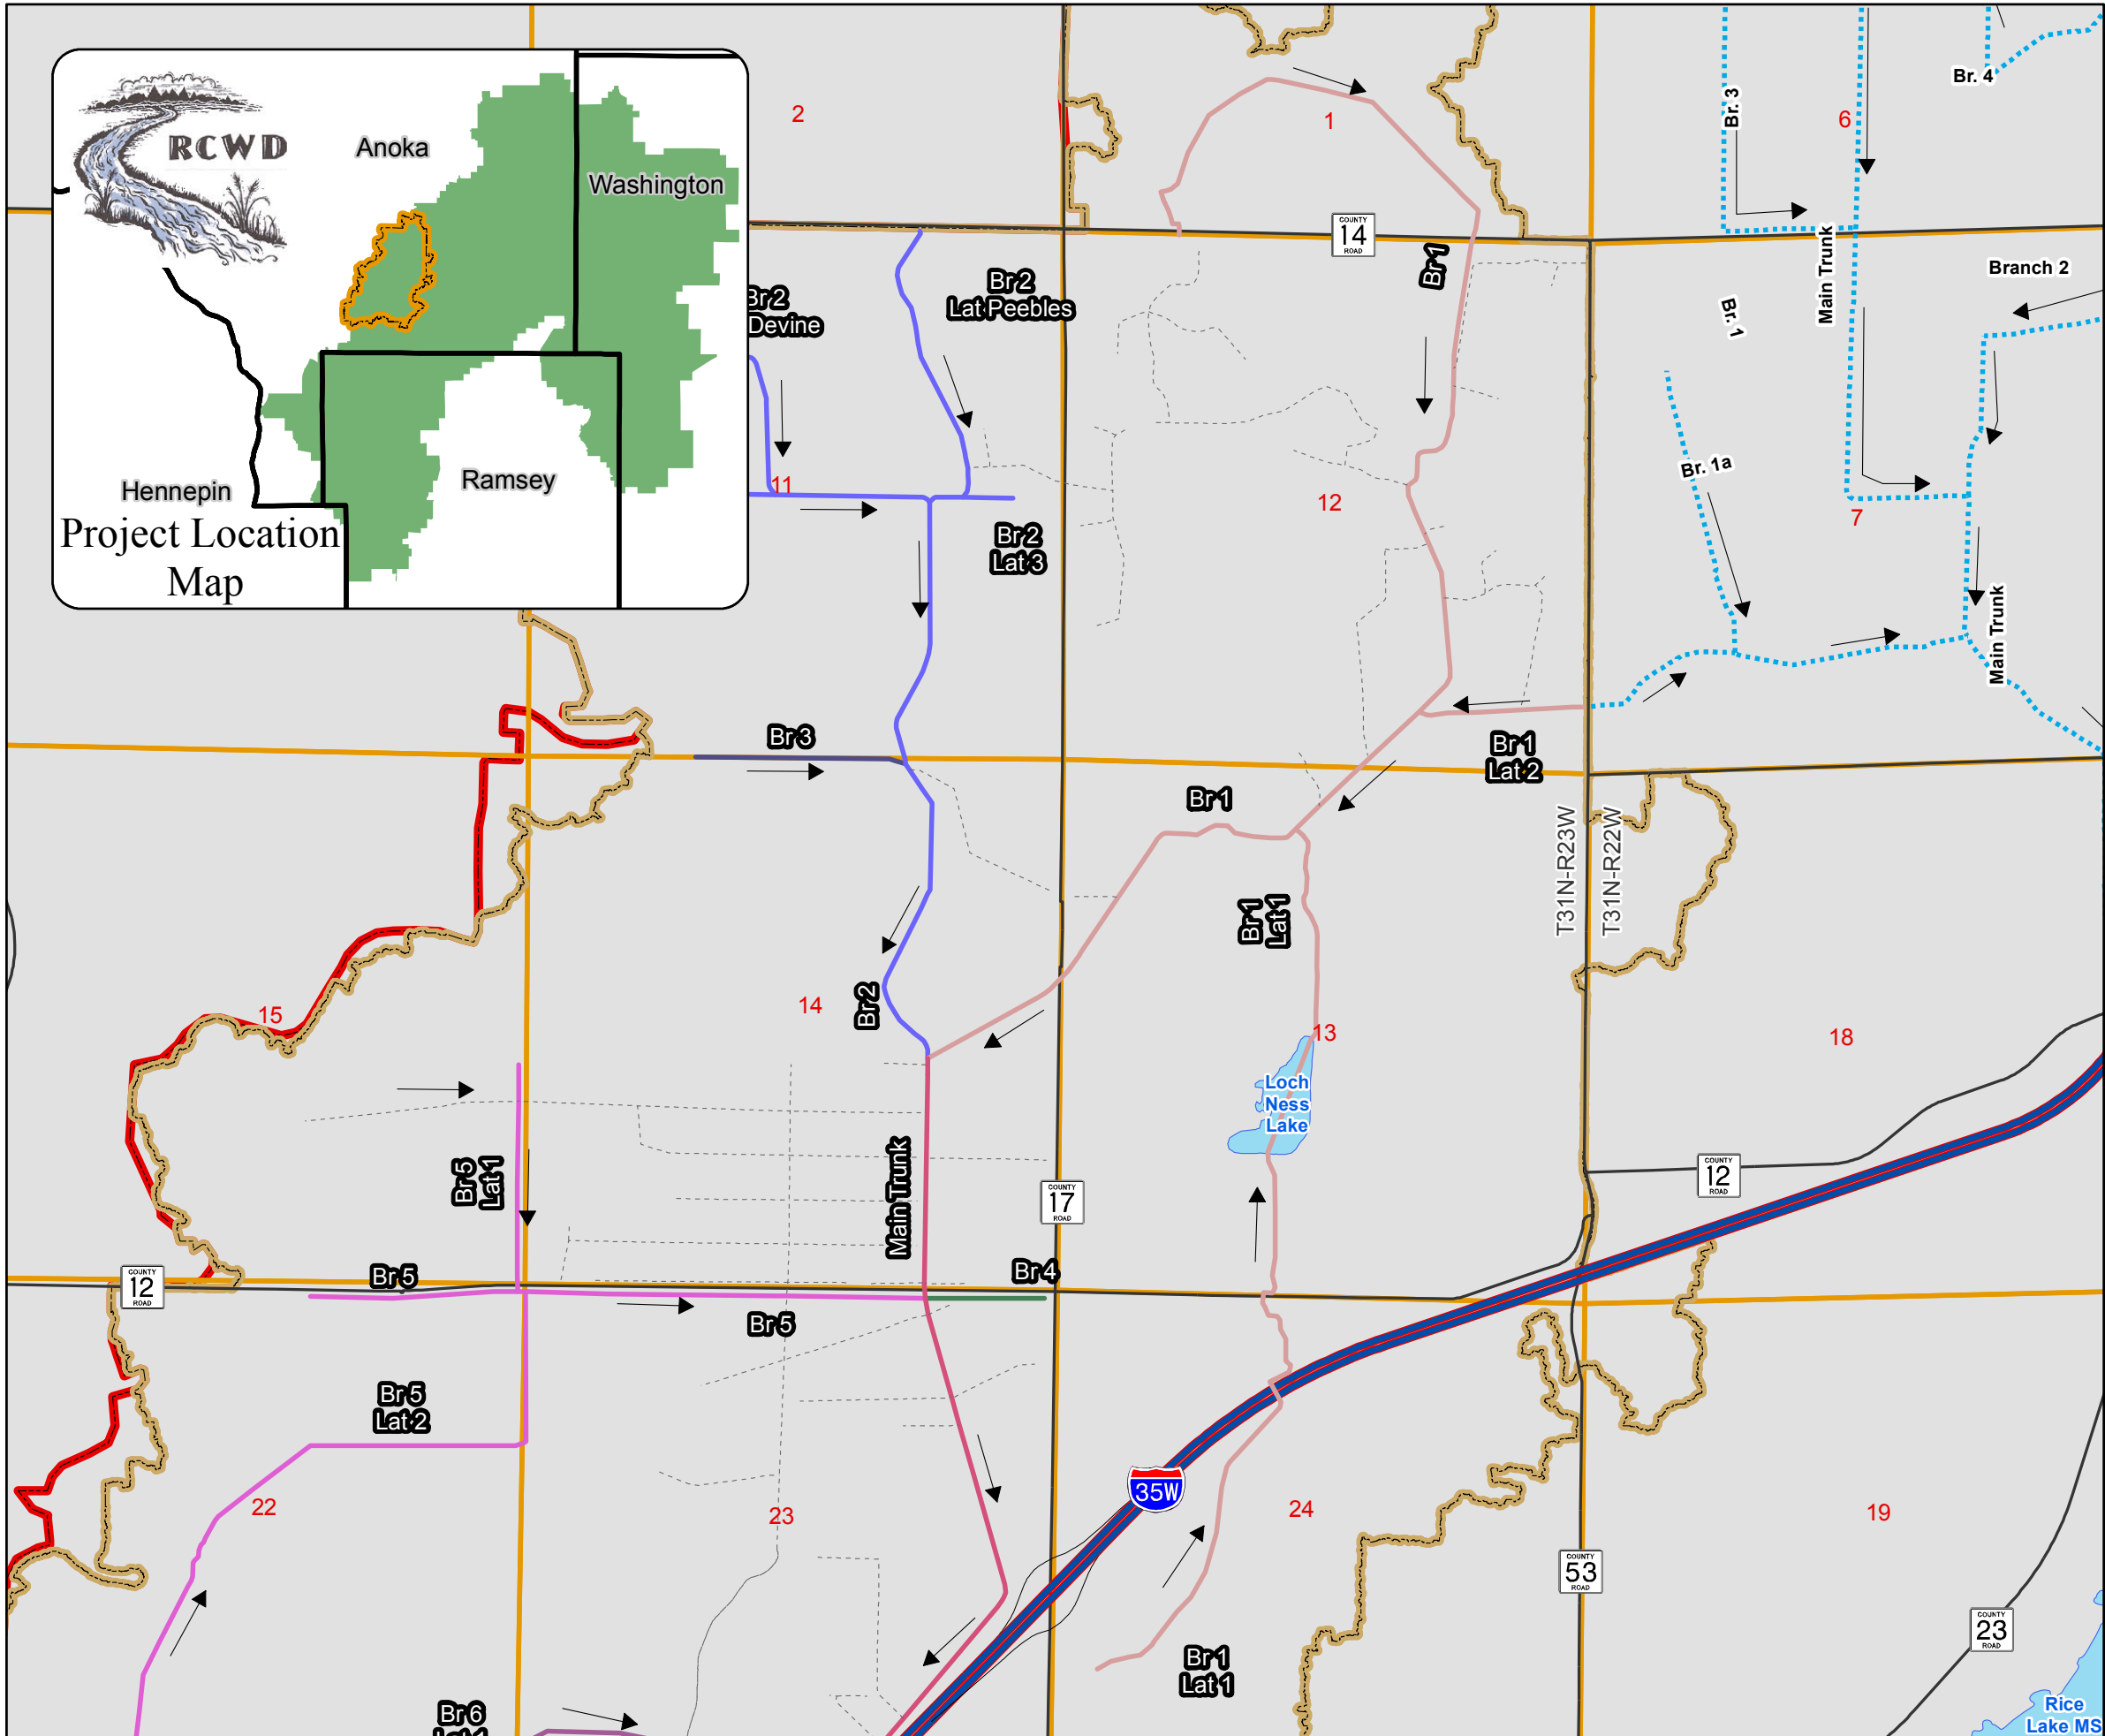 RCWD
Anoka
Washington
Hennepin
Ramsey
Project Location
Map
2
1
6
Br. 3
Br. 4
COUNTY
14
ROAD
Main Trunk
Branch 2
Br 2
Devine
Br 2
Lat Peebles
Br 1
Br. 1
Br. 1a
11
12
7
Br 2
Lat 3
Main Trunk
Br 3
Br 1
Lat 2
Br 1
T31N-R23W
T31N-R22W
Br 1
Lat 1
15
14
Br 2
13
18
Loch
Ness
Lake
Br 5
Lat 1
Main Trunk
COUNTY
17
ROAD
COUNTY
12
ROAD
COUNTY
12
ROAD
Br 5
Br 4
Br 5
Br 5
Lat 2
35W
22
23
24
19
COUNTY
53
ROAD
COUNTY
23
ROAD
Br 1
Lat 1
Br 6
Lat 1
Rice
Lake MS